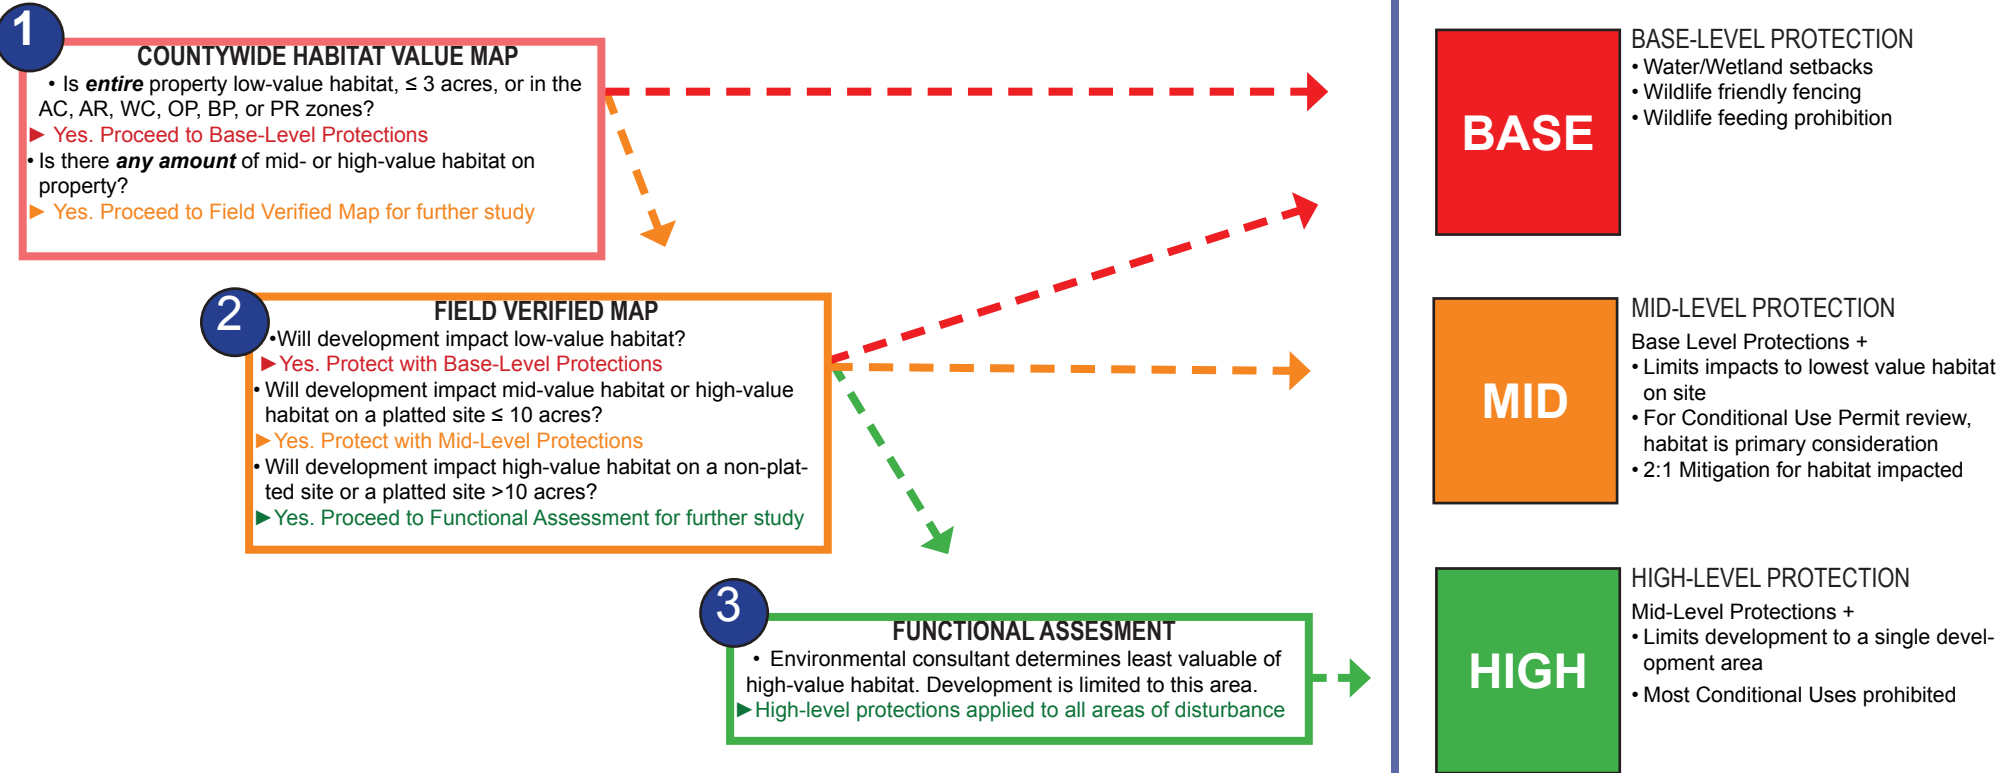 1
COUNTYWIDE HABITAT VALUE MAP
• Is entire property low-value habitat, ≤ 3 acres, or in the
AC, AR, WC, OP, BP, or PR zones?
► Yes. Proceed to Base-Level Protections
• Is there any amount of mid- or high-value habitat on
property?
► Yes. Proceed to Field Verified Map for further study
2
FIELD VERIFIED MAP
•Will development impact low-value habitat?
►Yes. Protect with Base-Level Protections
• Will development impact mid-value habitat or high-value
habitat on a platted site ≤ 10 acres?
►Yes. Protect with Mid-Level Protections
• Will development impact high-value habitat on a non-plat-
ted site or a platted site >10 acres?
►Yes. Proceed to Functional Assessment for further study
3
FUNCTIONAL ASSESMENT
• Environmental consultant determines least valuable of
high-value habitat. Development is limited to this area.
►High-level protections applied to all areas of disturbance
BASE
BASE-LEVEL PROTECTION
• Water/Wetland setbacks
• Wildlife friendly fencing
• Wildlife feeding prohibition
MID
MID-LEVEL PROTECTION
Base Level Protections +
• Limits impacts to lowest value habitat
on site
• For Conditional Use Permit review,
habitat is primary consideration
• 2:1 Mitigation for habitat impacted
HIGH
HIGH-LEVEL PROTECTION
Mid-Level Protections +
• Limits development to a single devel-
opment area
• Most Conditional Uses prohibited